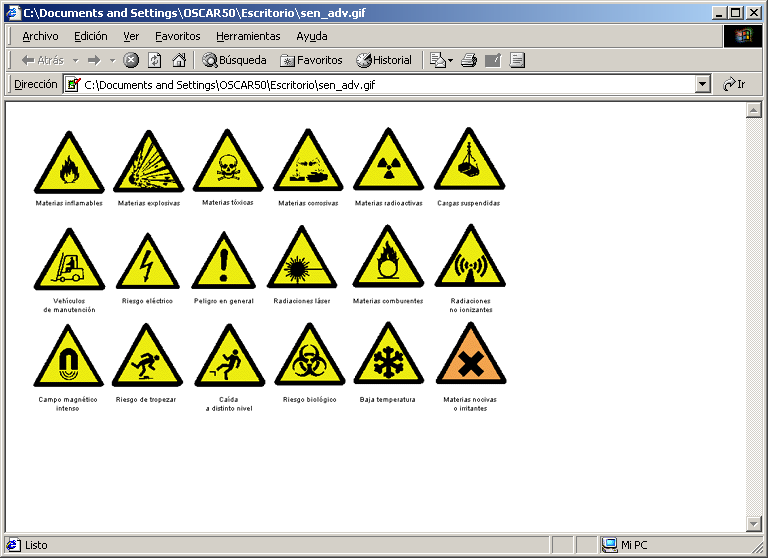 C:\Documents and Settings\OSCAR50\Escritorio\sen_adv.gif
Archivo Edición Ver Favoritos Herramientas Ayuda
Atrás Búsqueda Favoritos Historial
Dirección C:\Documents and Settings\OSCAR50\Escritorio\sen_adv.gif Ir
Materias inflamables Materias explosivas Materias tóxicas Materias corrosivas Materias radioactivas Cargas suspendidas
Vehículos Riesgo eléctrico Peligro en general Radiaciones láser Materias comburentes Radiaciones
de manutención no ionizantes
Campo magnético Riesgo de tropezar Caída Riesgo biológico Baja temperatura Materias nocivas
intenso a distinto nivel o irritantes
Listo Mi PC